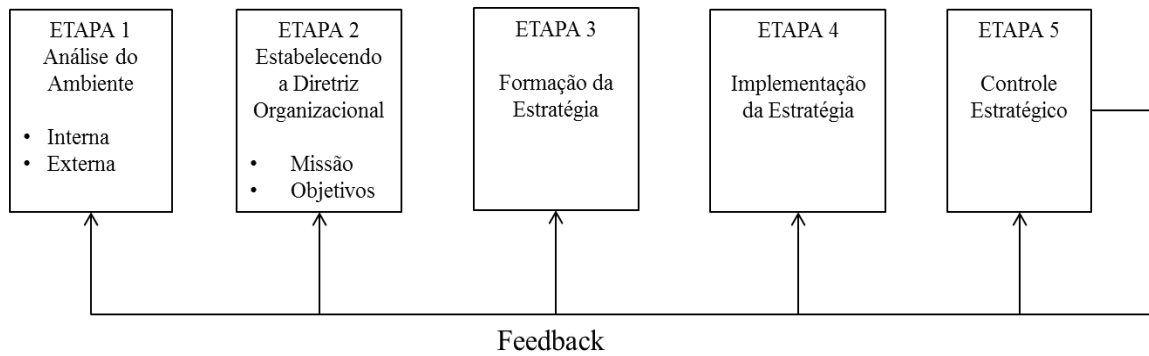 ETAPA 1
Análise do
Ambiente
• Interna
• Externa
ETAPA 2
Estabelecendo
a Diretriz
Organizacional
• Missão
• Objetivos
ETAPA 3
Formação da
Estratégia
ETAPA 4
Implementação
da Estratégia
ETAPA 5
Controle
Estratégico
Feedback